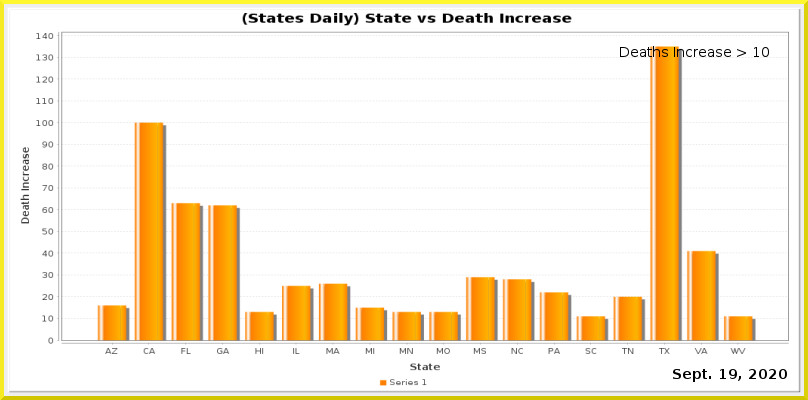 (States Daily) State vs Death Increase
Deaths Increase > 10
Death Increase
140
130
120
110
100
90
80
70
60
50
40
30
20
10
0
AZ CA FL GA HI IL MA MI MN MO MS NC PA SC TN TX VA WV
State
Series 1
Sept. 19, 2020